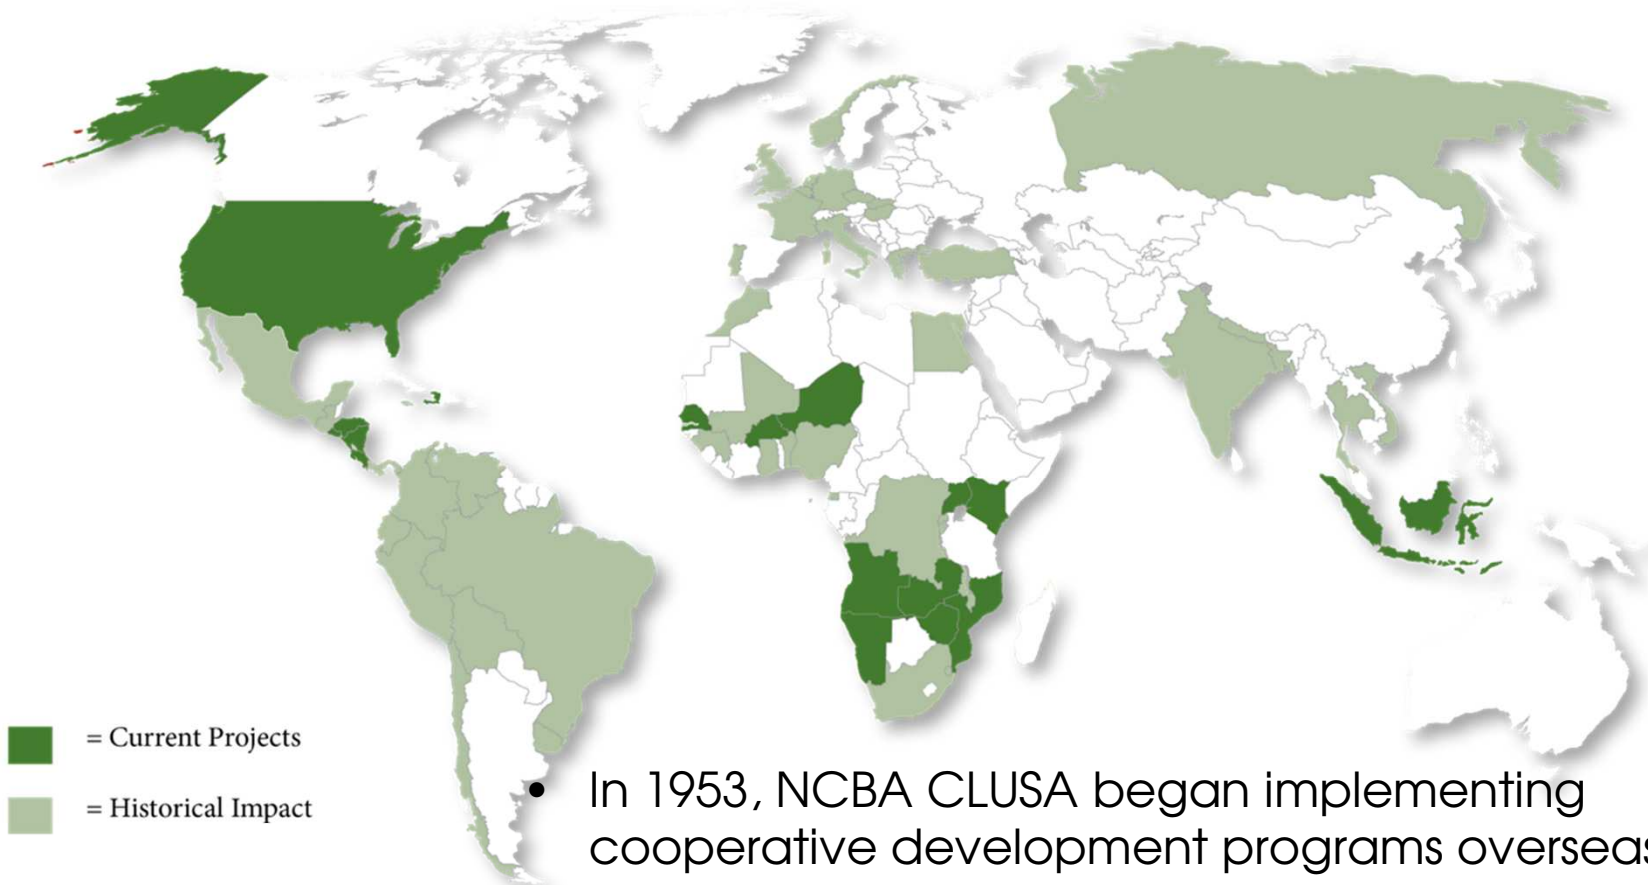 = Current Projects
= Historical Impact
• In 1953, NCBA CLUSA began implementing
cooperative development programs overseas